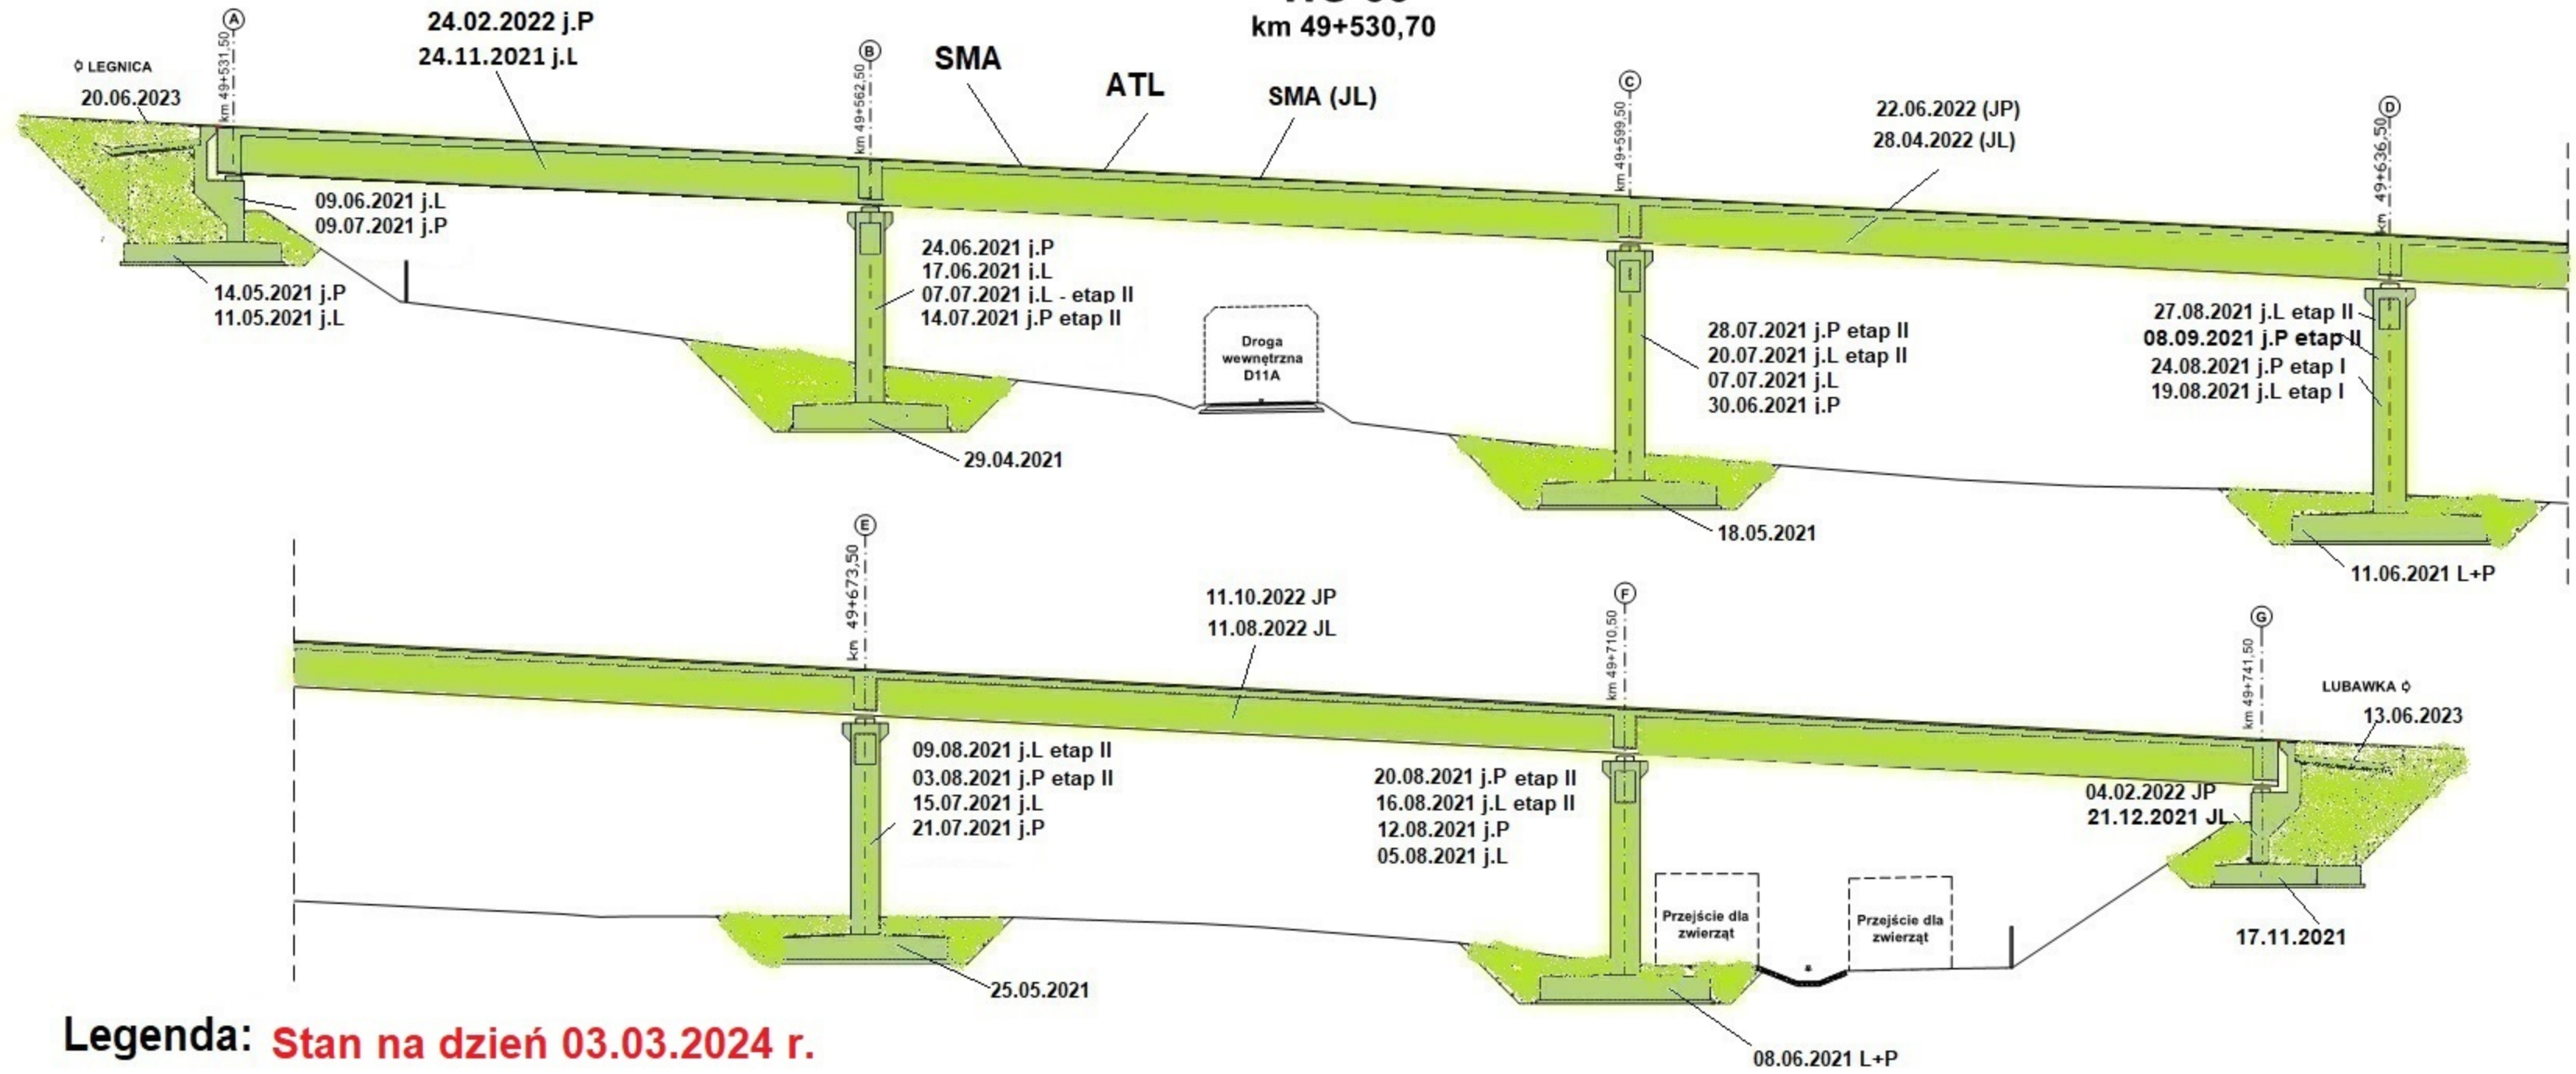 km 49+530,70
A
km 49+531,50
LEGNICA
20.06.2023
24.02.2022 j.P
24.11.2021 j.L
B
km 49+562,50
SMA
ATL
SMA (JL)
C
km 49+599,50
22.06.2022 (JP)
28.04.2022 (JL)
D
km 49+636,50
09.06.2021 j.L
09.07.2021 j.P
14.05.2021 j.P
11.05.2021 j.L
24.06.2021 j.P
17.06.2021 j.L
07.07.2021 j.L - etap II
14.07.2021 j.P etap II
29.04.2021
Droga
wewnętrzna
D11A
28.07.2021 j.P etap II
20.07.2021 j.L etap II
07.07.2021 j.L
30.06.2021 j.P
18.05.2021
27.08.2021 j.L etap II
08.09.2021 j.P etap II
24.08.2021 j.P etap I
19.08.2021 j.L etap I
11.06.2021 L+P
E
km 49+673,50
11.10.2022 JP
11.08.2022 JL
F
km 49+710,50
G
km 49+741,50
LUBAWKA
13.06.2023
09.08.2021 j.L etap II
03.08.2021 j.P etap II
15.07.2021 j.L
21.07.2021 j.P
25.05.2021
20.08.2021 j.P etap II
16.08.2021 j.L etap II
12.08.2021 j.P
05.08.2021 j.L
Przejście dla
zwierząt
Przejście dla
zwierząt
04.02.2022 JP
21.12.2021 JL
17.11.2021
08.06.2021 L+P
Legenda: Stan na dzień 03.03.2024 r.